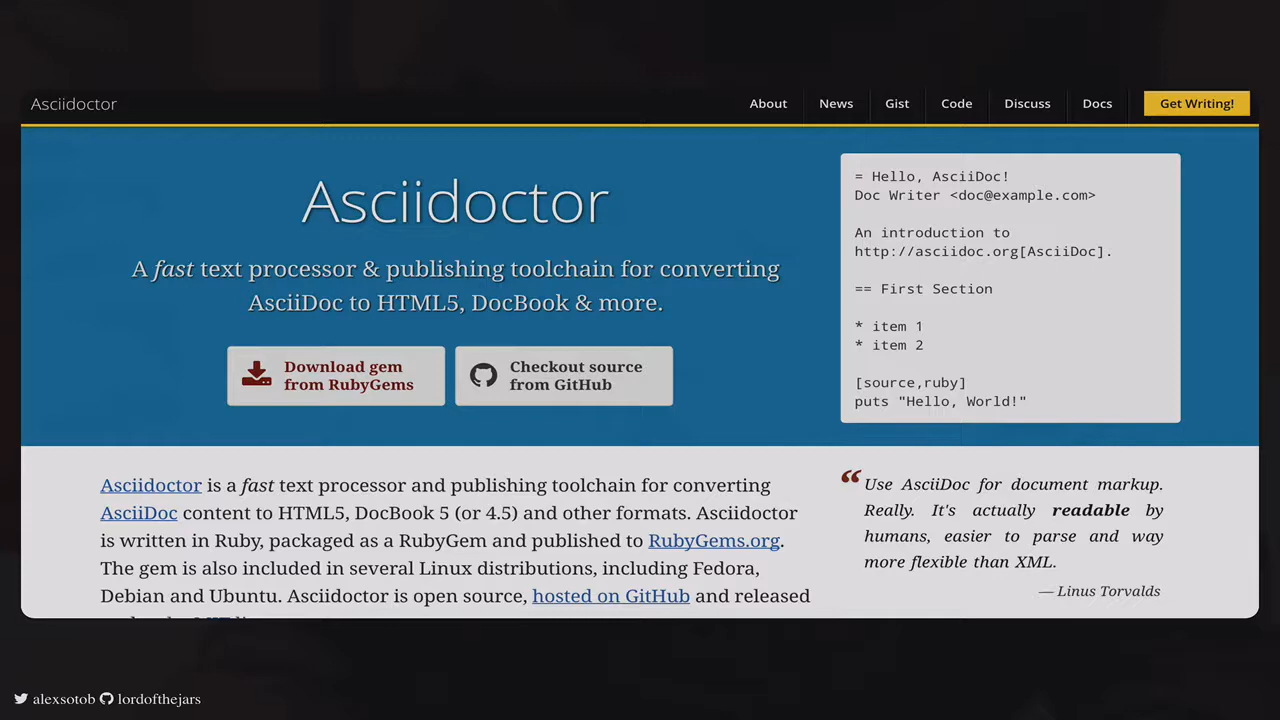 Asciidoctor
About
News
Gist
Code
Discuss
Docs
Get Writing!
Asciidoctor
A fast text processor & publishing toolchain for converting
AsciiDoc to HTML5, DocBook & more.
Download gem
from RubyGems
Checkout source
from GitHub
= Hello, AsciiDoc!
Doc Writer <doc@example.com>
An introduction to
http://asciidoc.org[AsciiDoc].
== First Section
* item 1
* item 2
[source,ruby]
puts "Hello, World!"
Asciidoctor is a fast text processor and publishing toolchain for converting
AsciiDoc content to HTML5, DocBook 5 (or 4.5) and other formats. Asciidoctor
is written in Ruby, packaged as a RubyGem and published to RubyGems.org.
The gem is also included in several Linux distributions, including Fedora,
Debian and Ubuntu. Asciidoctor is open source, hosted on GitHub and released
“ Use AsciiDoc for document markup.
Really. It's actually readable by
humans, easier to parse and way
more flexible than XML.
— Linus Torvalds
alexsotob lordofthejars